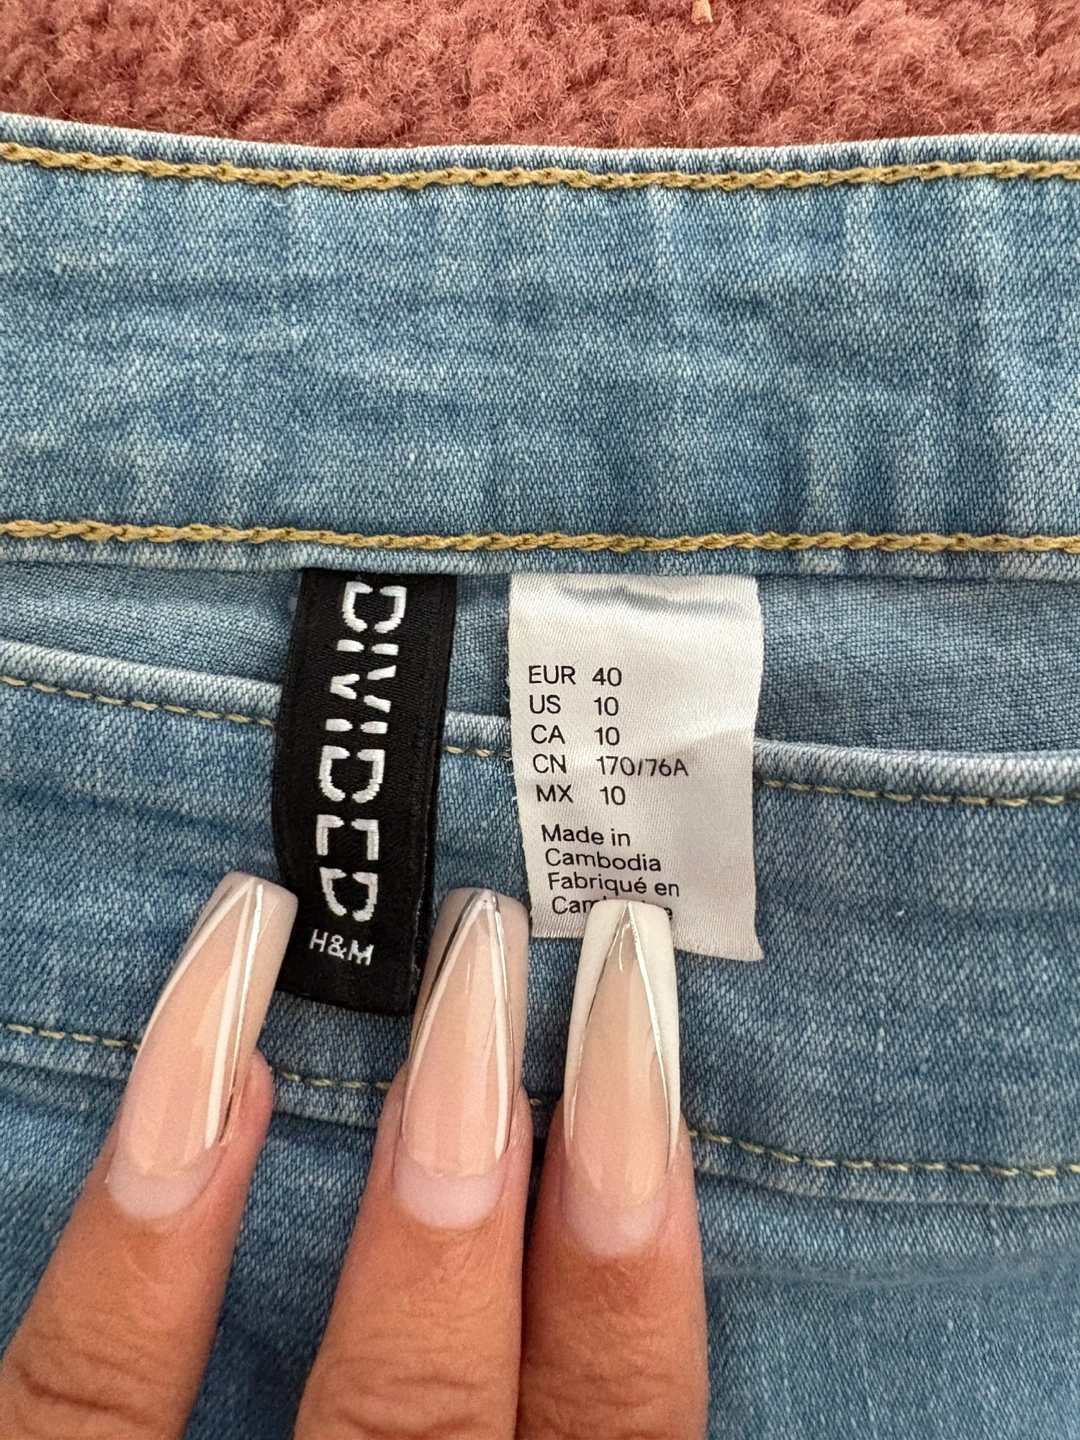 DIVIDED
H&M
EUR 40
US 10
CA 10
CN 170/76A
MX 10
Made in
Cambodia
Fabriqué en